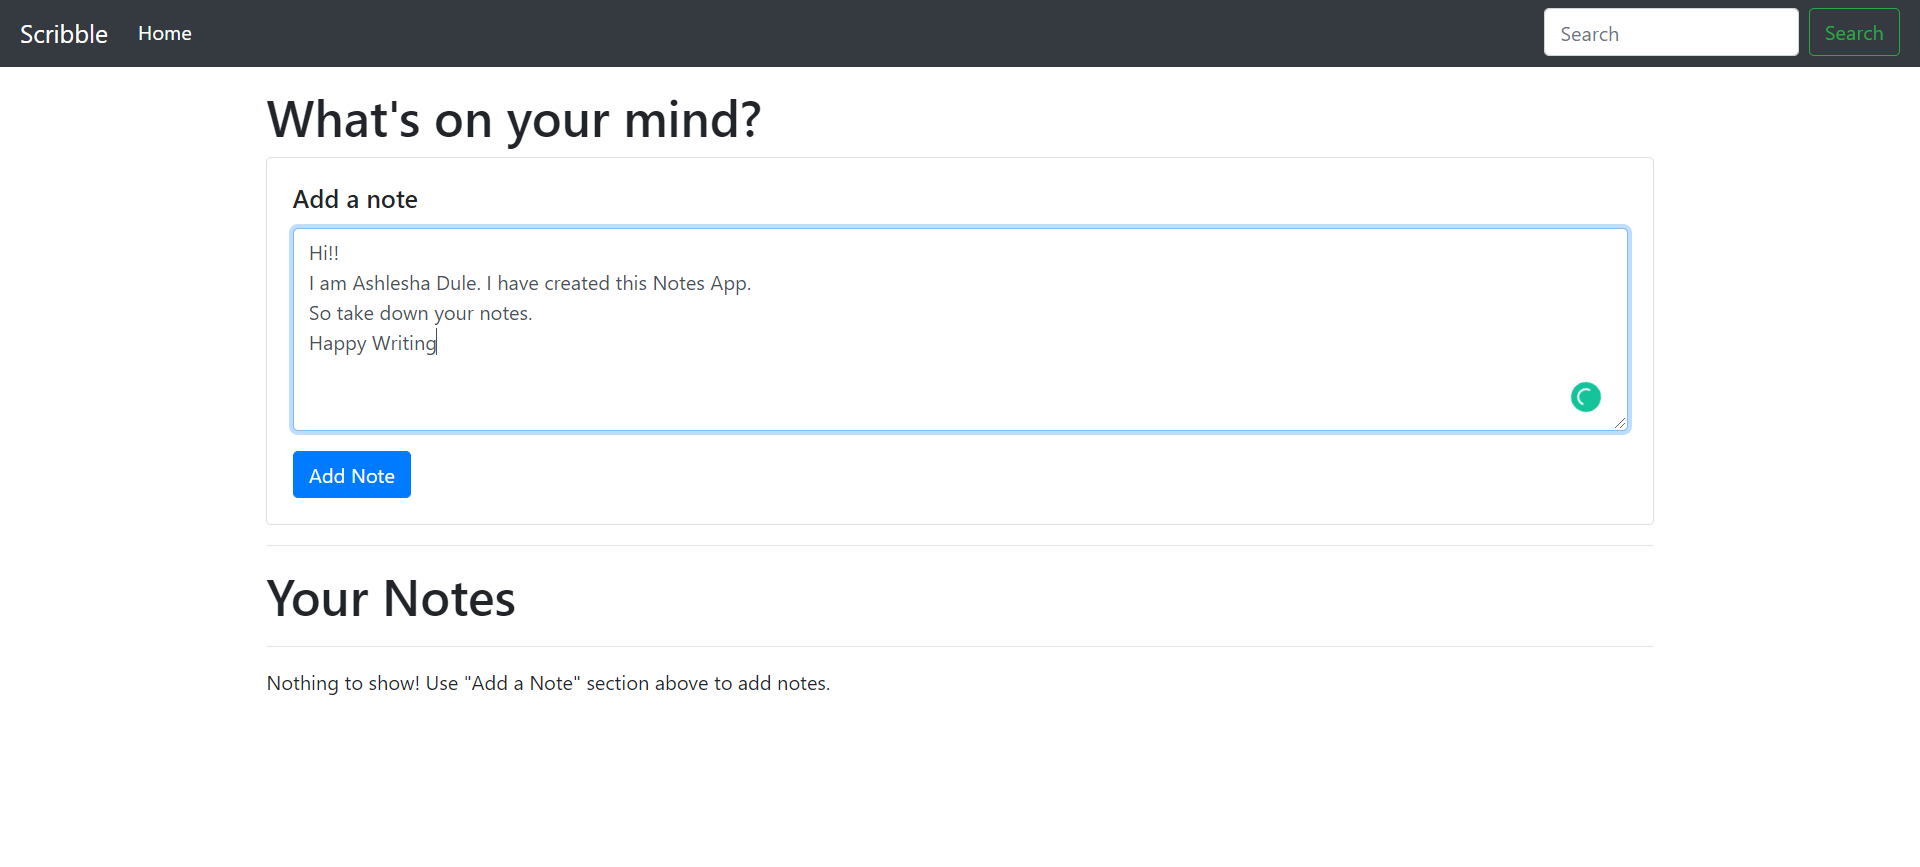 Scribble Home Search Search
What's on your mind?
Add a note
Hi!!
I am Ashlesha Dule. I have created this Notes App.
So take down your notes.
Happy Writing
Add Note
Your Notes
Nothing to show! Use "Add a Note" section above to add notes.